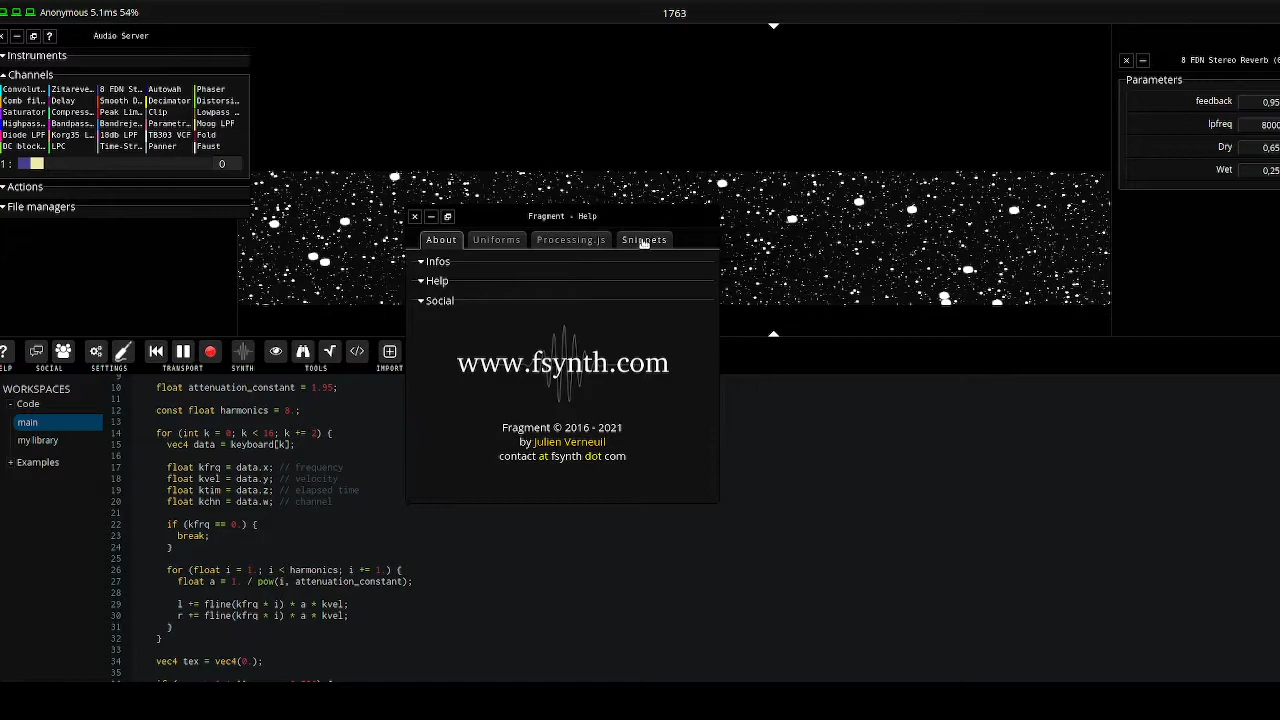 Anonymous 5.1ms 54%
1763
Audio Server
Instruments
Channels
Convolut.. Zitareve.. 8 FDN St.. Autowah Phaser
Comb fil.. Delay Smooth D.. Decimator Distorsi..
Saturator Compress.. Peak Lim.. Clip Lowpass ..
Highpass.. Bandpass.. Bandreje.. Parametr.. Moog LPF
Diode LPF Korg35 L.. 18db LPF TB303 VCF Fold
DC block.. LPC Time-Str.. Panner Faust
1 : 0
Actions
File managers
8 FDN Stereo Reverb (6
Parameters
feedback 0,95
lpfreq 8000
Dry 0,65
Wet 0,25
Fragment - Help
About Uniforms Processing.js Snippets
Infos
Help
Social
www.fsynth.com
Fragment © 2016 - 2021
by Julien Verneuil
contact at fsynth dot com
ELP SOCIAL SETTINGS TRANSPORT SYNTH TOOLS IMPORT
WORKSPACES
- Code
main
my library
+ Examples
9
10 float attenuation_constant = 1.95;
11
12 const float harmonics = 8.;
13
14 for (int k = 0; k < 16; k += 2) {
15 vec4 data = keyboard[k];
16
17 float kfrq = data.x; // frequency
18 float kvel = data.y; // velocity
19 float ktim = data.z; // elapsed time
20 float kchn = data.w; // channel
21
22 if (kfrq == 0.) {
23 break;
24 }
25
26 for (float i = 1.; i < harmonics; i += 1.) {
27 float a = 1. / pow(i, attenuation_constant);
28
29 l += fline(kfrq * i) * a * kvel;
30 r += fline(kfrq * i) * a * kvel;
31 }
32 }
33
34 vec4 tex = vec4(0.);
35